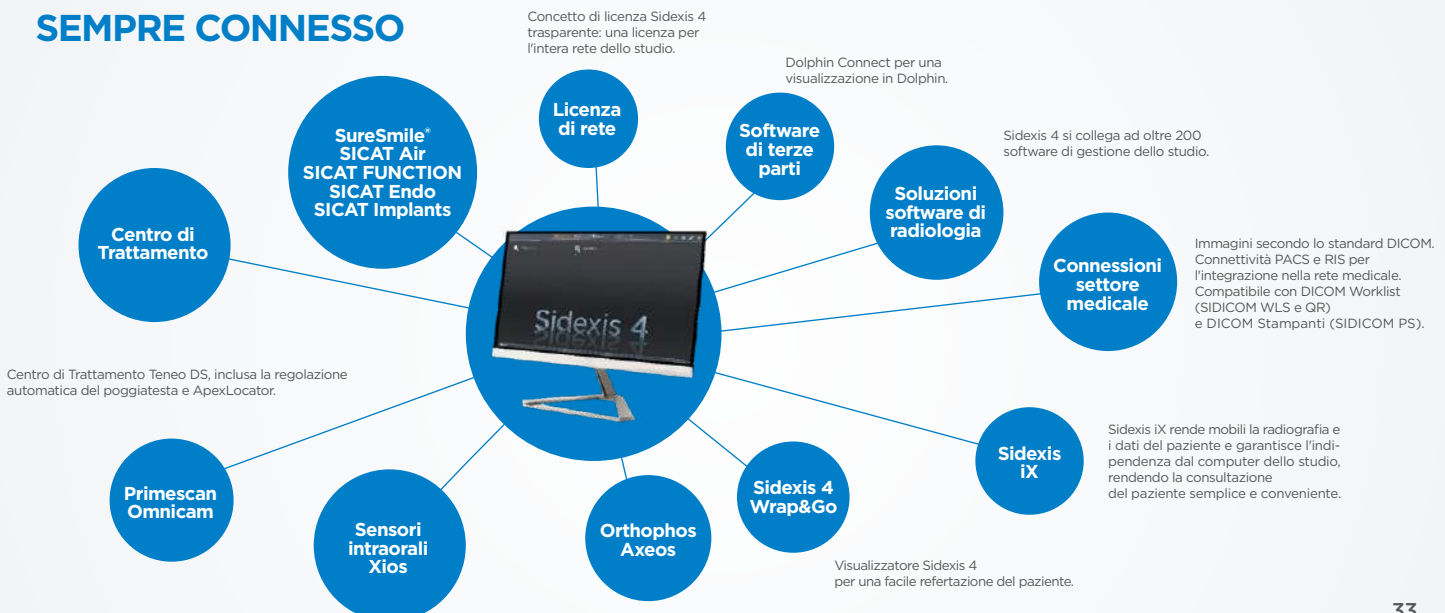 SEMPRE CONNESSO
Concetto di licenza Sidexis 4
trasparente: una licenza per
l'intera rete dello studio.
Licenza
di rete
Dolphin Connect per una
visualizzazione in Dolphin.
Software
di terze
parti
SureSmile®
SICAT Air
SICAT FUNCTION
SICAT Endo
SICAT Implants
Sidexis 4 si collega ad oltre 200
software di gestione dello studio.
Soluzioni
software di
radiologia
Centro di
Trattamento
Connessioni
settore
medicale
Immagini secondo lo standard DICOM.
Connettività PACS e RIS per
l'integrazione nella rete medicale.
Compatibile con DICOM Worklist
(SIDICOM WLS e QR)
e DICOM Stampanti (SIDICOM PS).
Sidexis 4
Centro di Trattamento Teneo DS, inclusa la regolazione
automatica del poggiatesta e ApexLocator.
Sidexis
iX
Sidexis iX rende mobili la radiografia e
i dati del paziente e garantisce l'indi-
pendenza dal computer dello studio,
rendendo la consultazione
del paziente semplice e conveniente.
Primescan
Omnicam
Sensori
intraorali
Xios
Orthophos
Axeos
Sidexis 4
Wrap&Go
Visualizzatore Sidexis 4
per una facile refertazione del paziente.
33